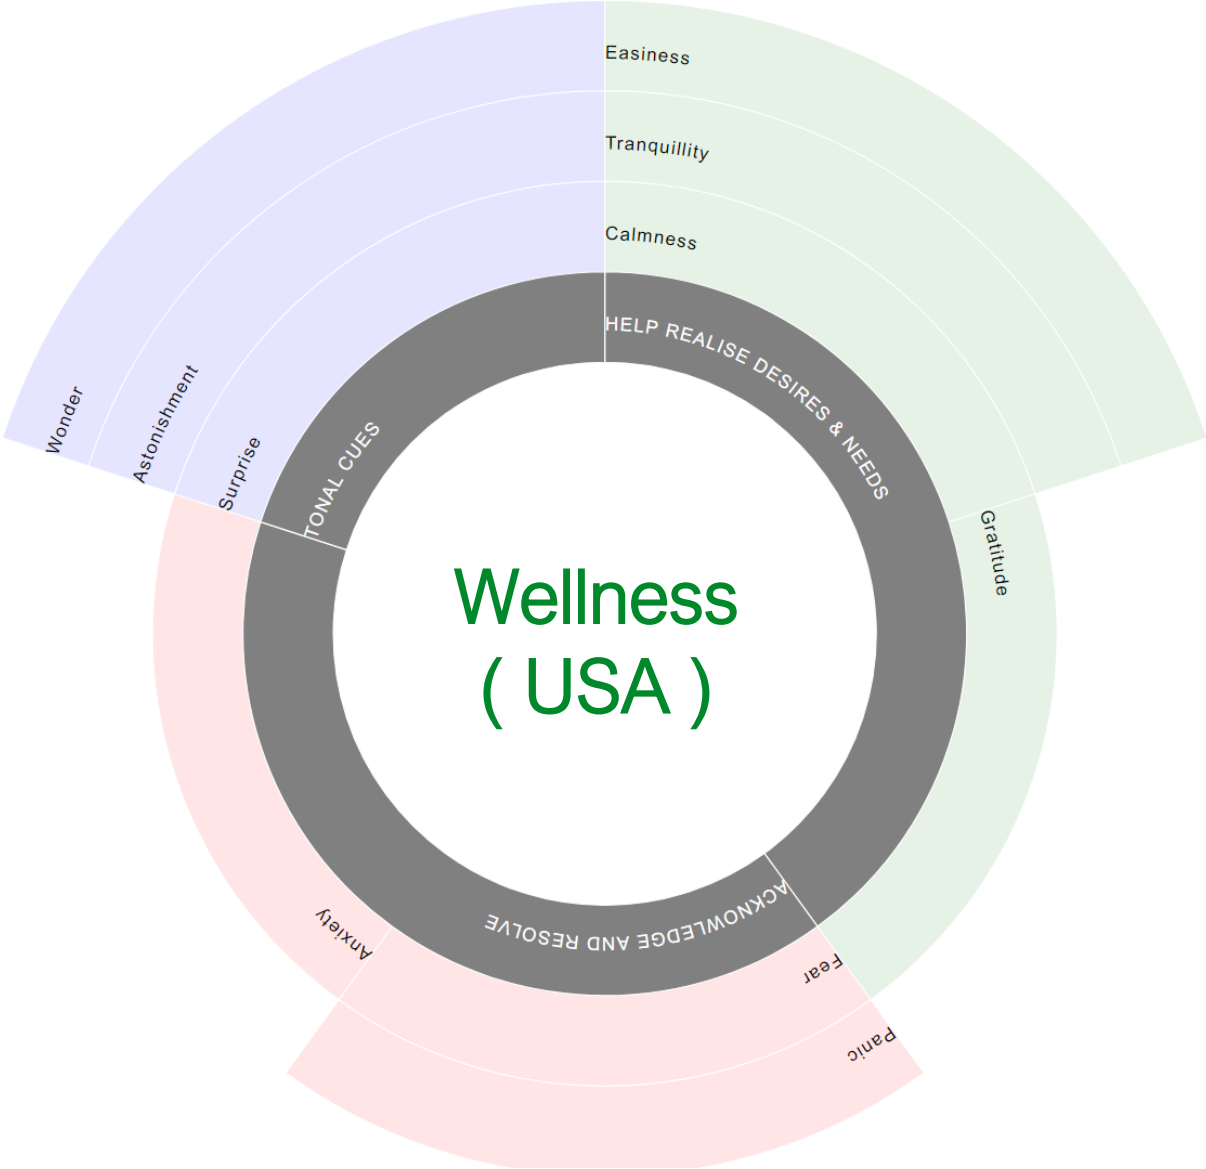 Easiness
Tranquillity
Calmness
HELP REALISE DESIRES & NEEDS
Gratitude
Wonder
Astonishment
Surprise
TONAL CUES
Wellness
( USA )
ACKNOWLEDGE AND RESOLVE
Anxiety
Fear
Panic